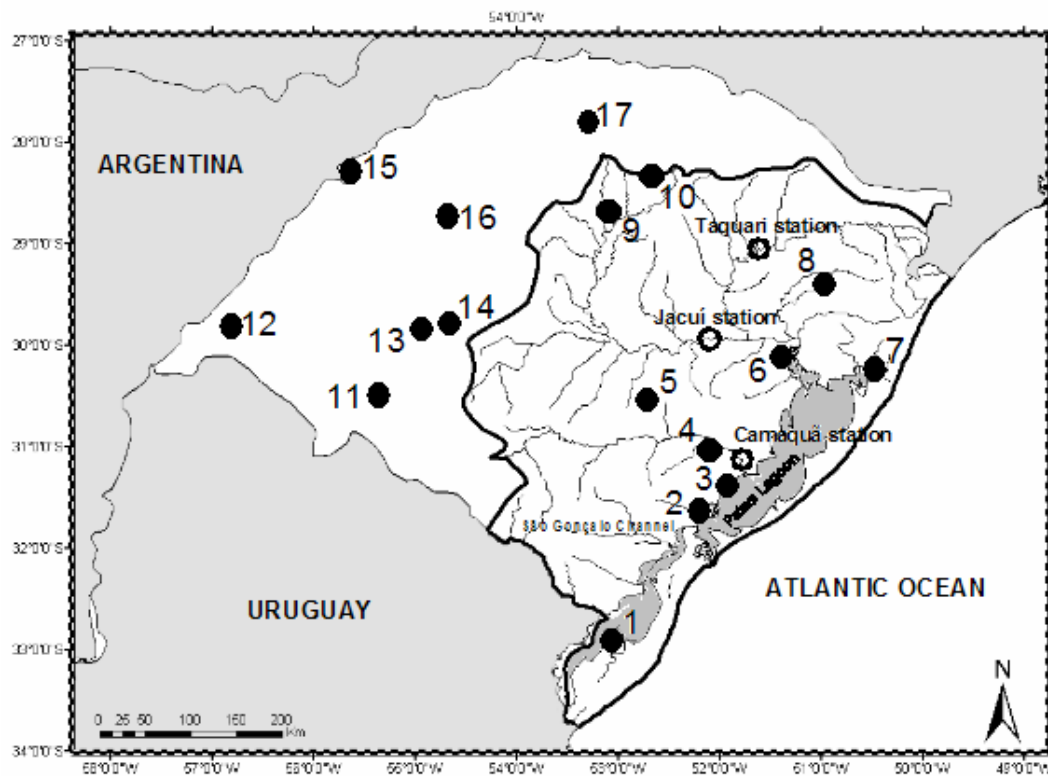 54°0'0"W
27°0'0"S
17
28°0'0"S
ARGENTINA
15
10
16
9
29°0'0"S
Taquari station
8
12
14
13
Jacuí station
30°0'0"S
6
7
11
5
4
31°0'0"S
Camaquã station
3
2
Patos Lagoon
São Gonçalo Channel
32°0'0"S
URUGUAY
ATLANTIC OCEAN
1
33°0'0"S
N
0 25 50 100 150 200
Km
34°0'0"S
58°0'0"W 57°0'0"W 56°0'0"W 55°0'0"W 54°0'0"W 53°0'0"W 52°0'0"W 51°0'0"W 50°0'0"W 49°0'0"W